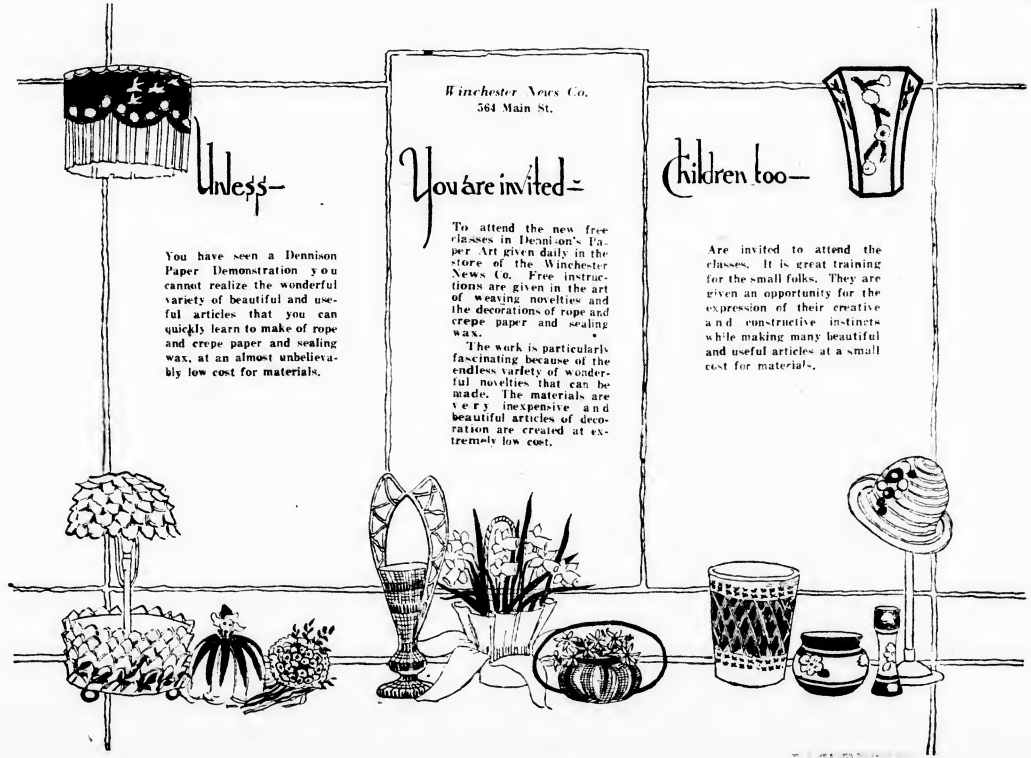 Winchester News Co.
564 Main St.
Unless—
You have seen a Dennison
Paper Demonstration you
cannot realize the wonderful
variety of beautiful and use-
ful articles that you can
quickly learn to make of rope
and crepe paper and sealing
wax, at an almost unbelieva-
bly low cost for materials.
You are invited—
To attend the new free
classes in Dennison's Pa-
per Art given daily in the
store of the Winchester
News Co. Free instruc-
tions are given in the art
of weaving novelties and
the decorations of rope and
crepe paper and sealing
wax.
The work is particularly
fascinating because of the
endless variety of wonder-
ful novelties that can be
made. The materials are
very inexpensive and
beautiful articles of deco-
ration are created at ex-
tremely low cost.
Children too—
Are invited to attend the
classes. It is great training
for the small folks. They are
given an opportunity for the
expression of their creative
and constructive instincts
while making many beautiful
and useful articles at a small
cost for materials.